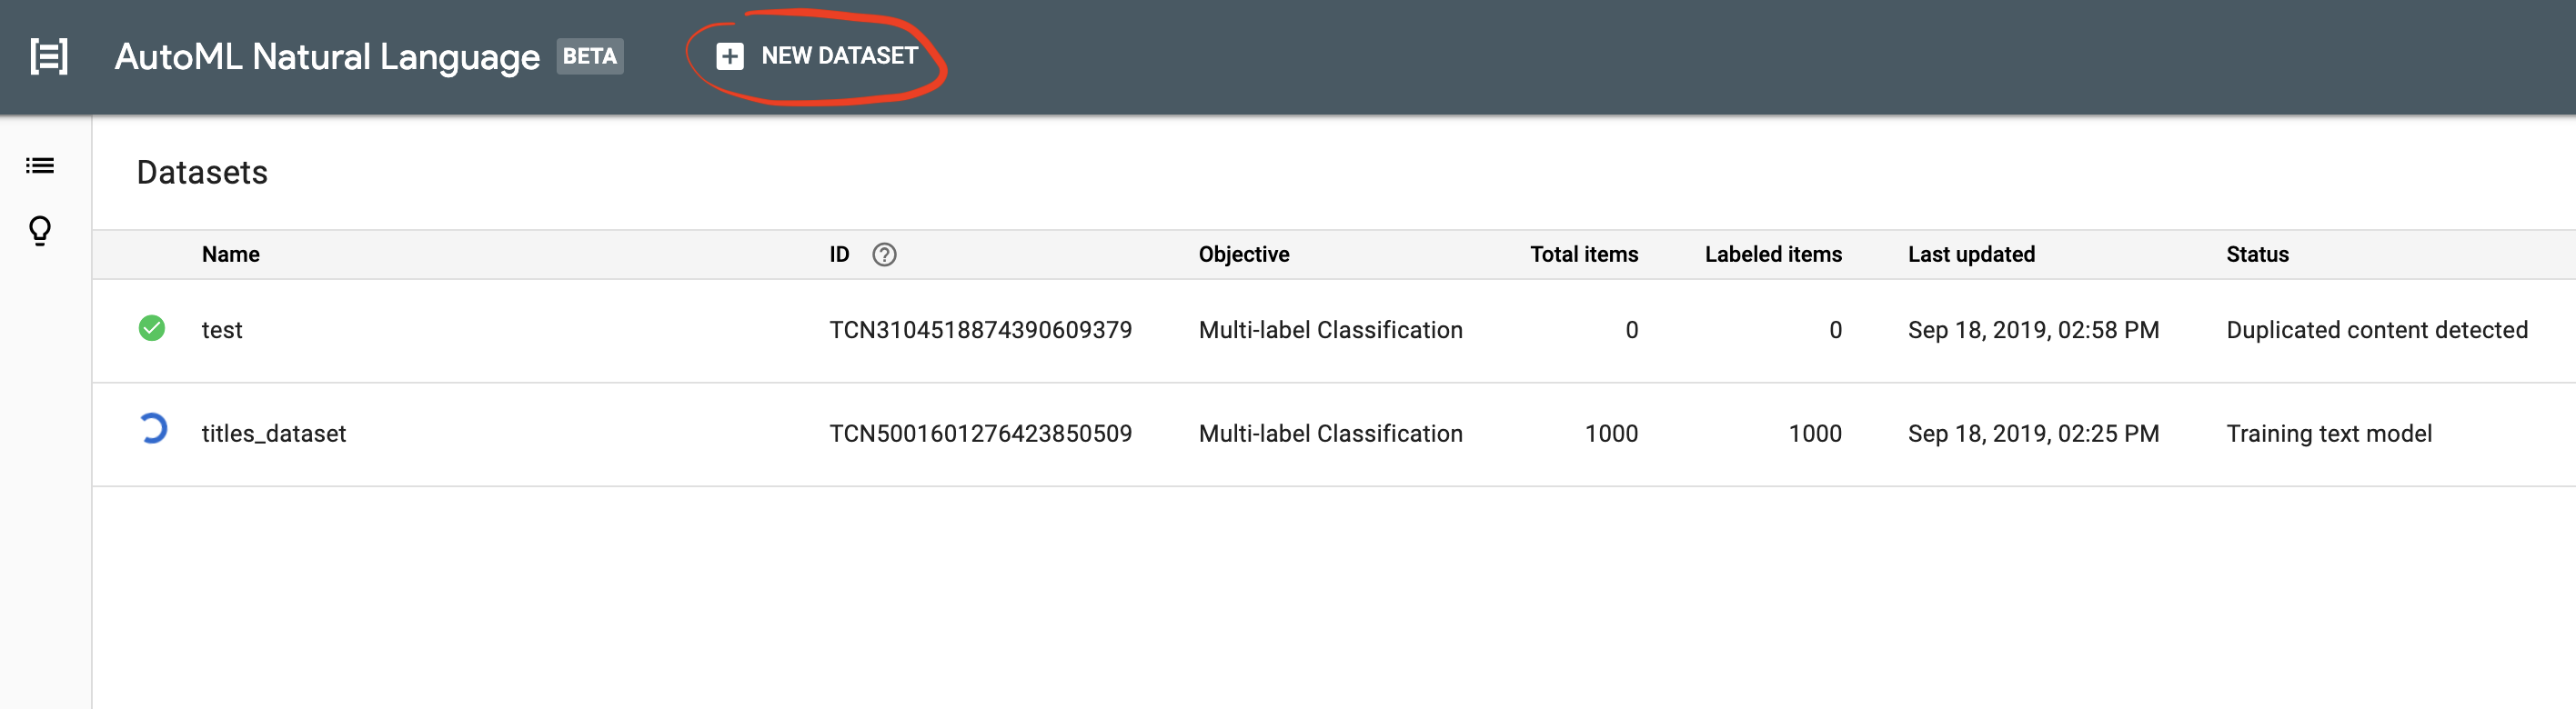 AutoML Natural Language BETA NEW DATASET
Datasets
Name ID Objective Total items Labeled items Last updated Status
test TCN3104518874390609379 Multi-label Classification 0 0 Sep 18, 2019, 02:58 PM Duplicated content detected
titles_dataset TCN5001601276423850509 Multi-label Classification 1000 1000 Sep 18, 2019, 02:25 PM Training text model